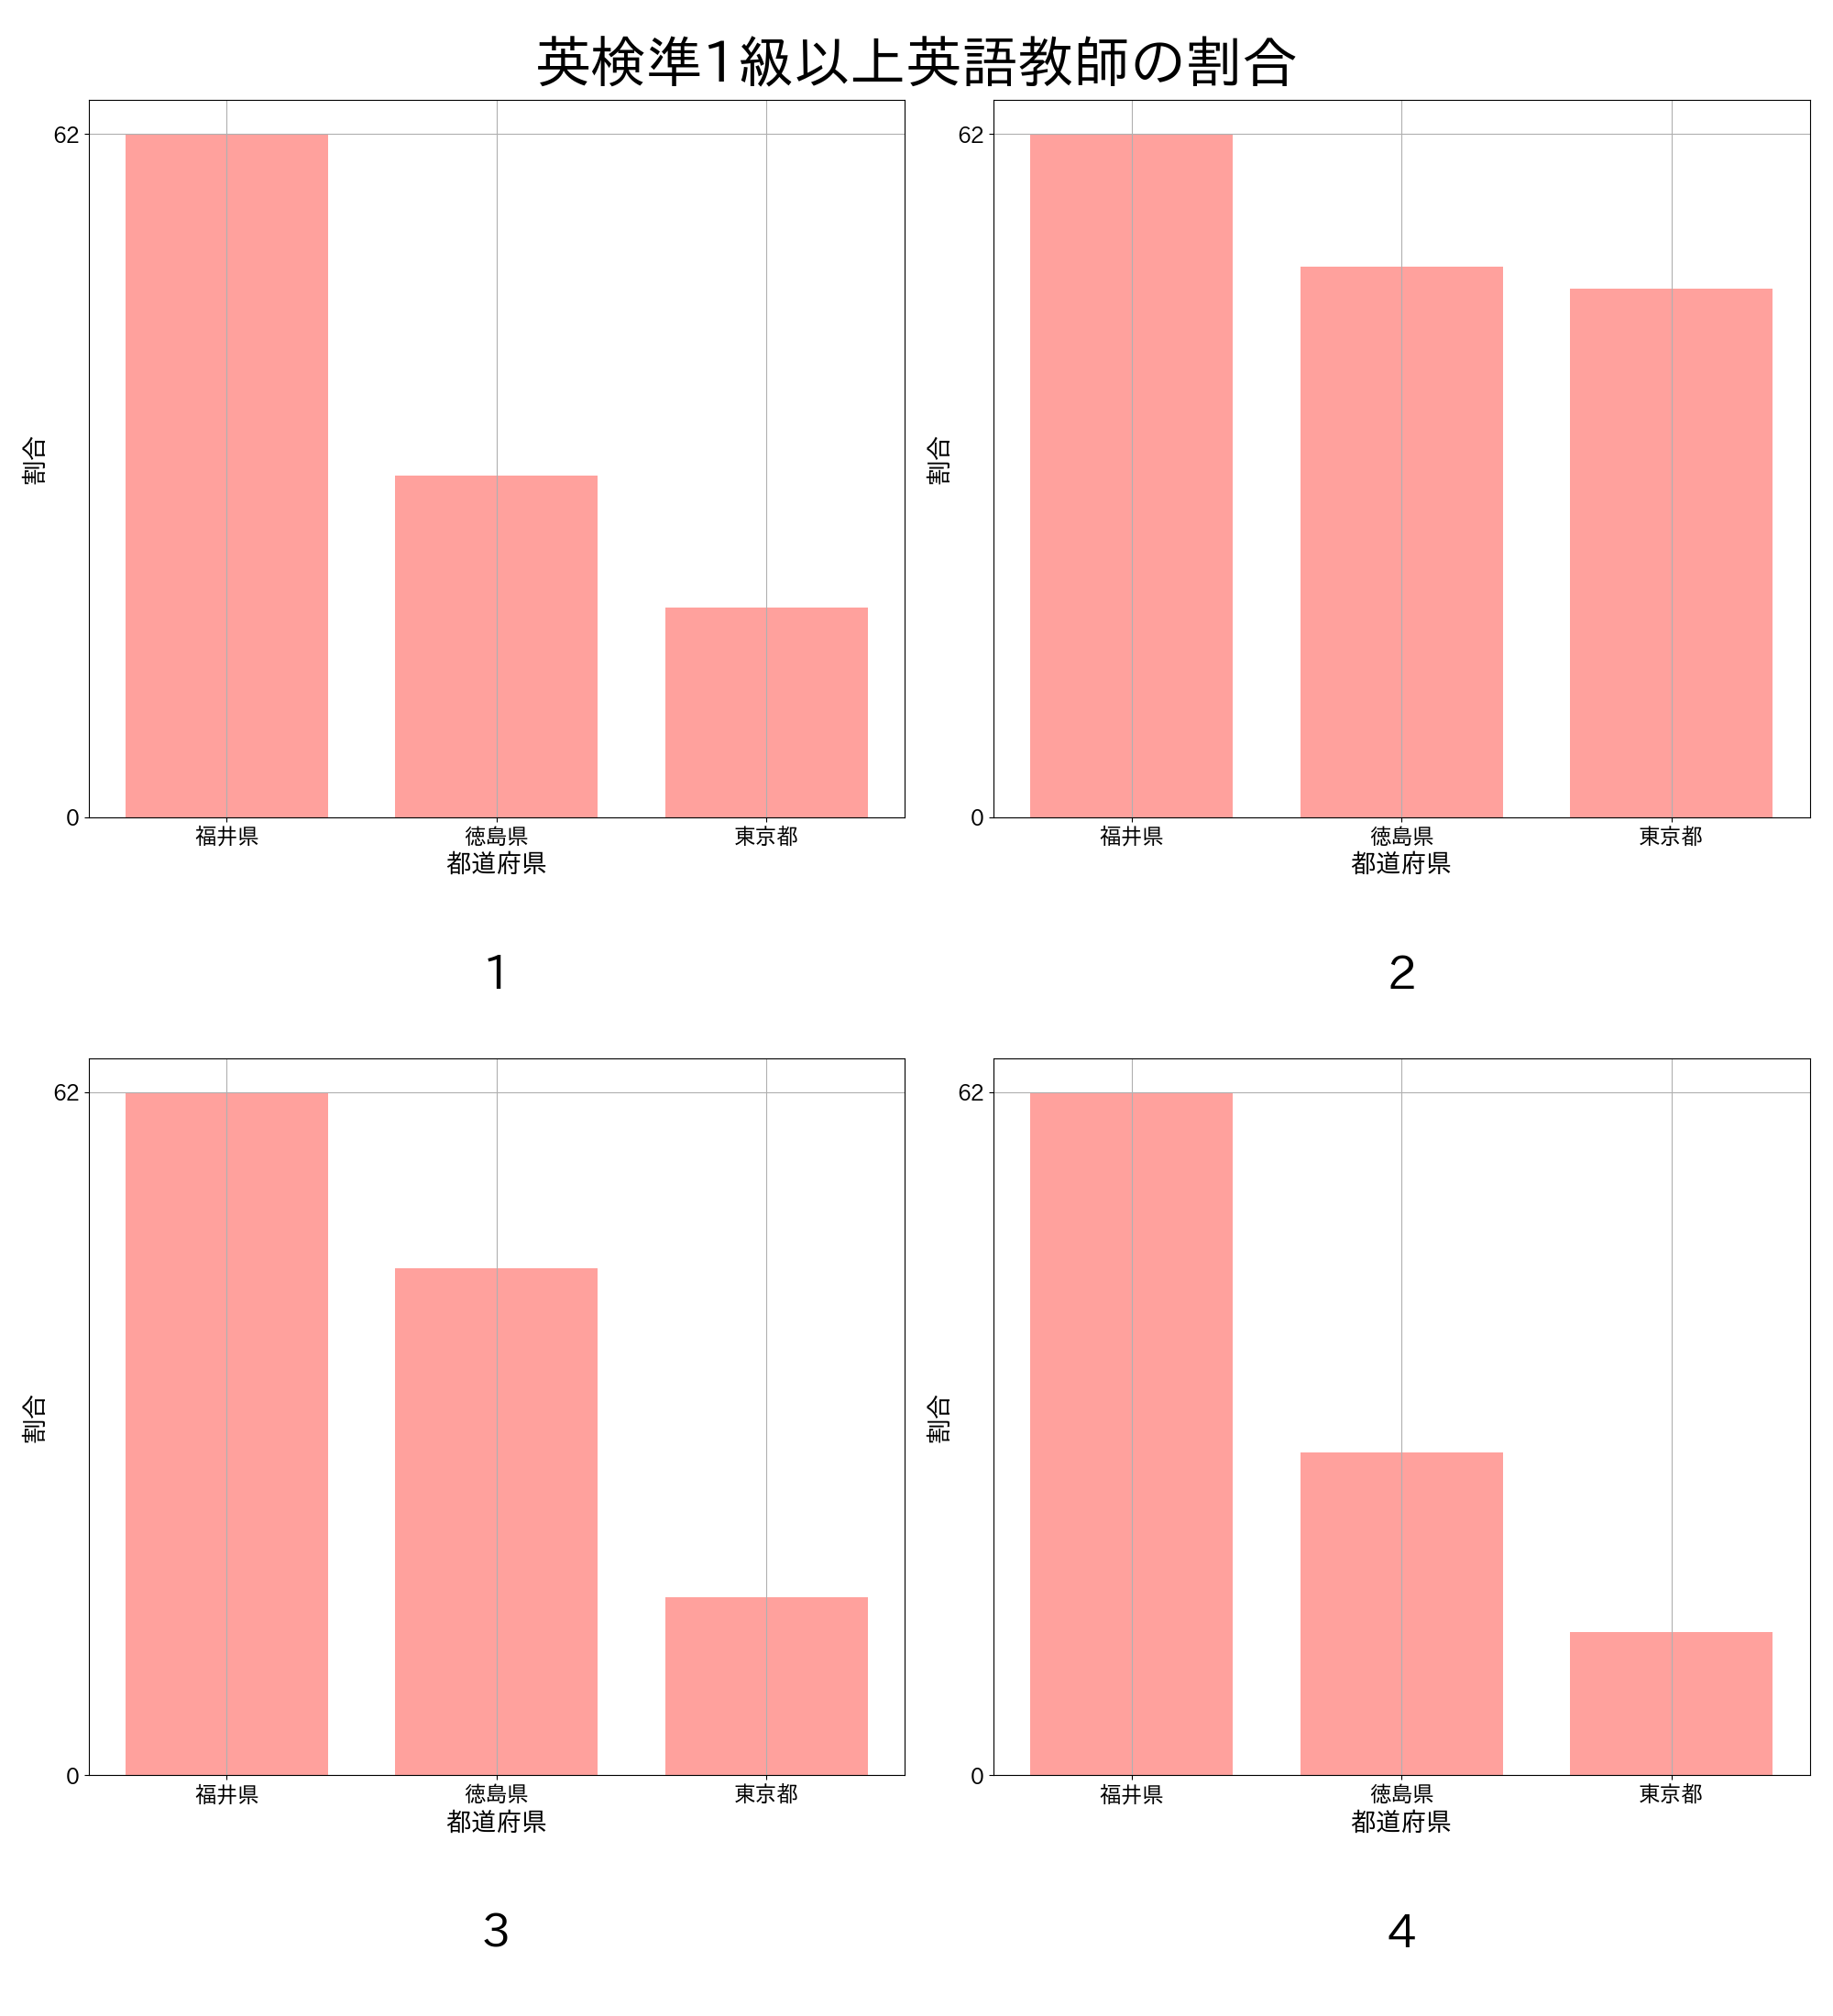 英検準1級以上英語教師の割合
62
0
割合
福井県 徳島県 東京都
都道府県
1
62
0
割合
福井県 徳島県 東京都
都道府県
2
62
0
割合
福井県 徳島県 東京都
都道府県
3
62
0
割合
福井県 徳島県 東京都
都道府県
4